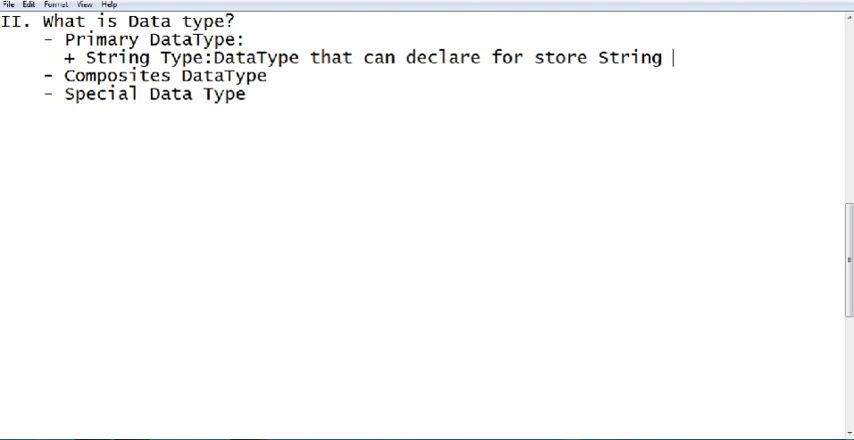 File Edit Format View Help
II. What is Data type?
- Primary DataType:
+ String Type:DataType that can declare for store String
- Composites DataType
- Special Data Type